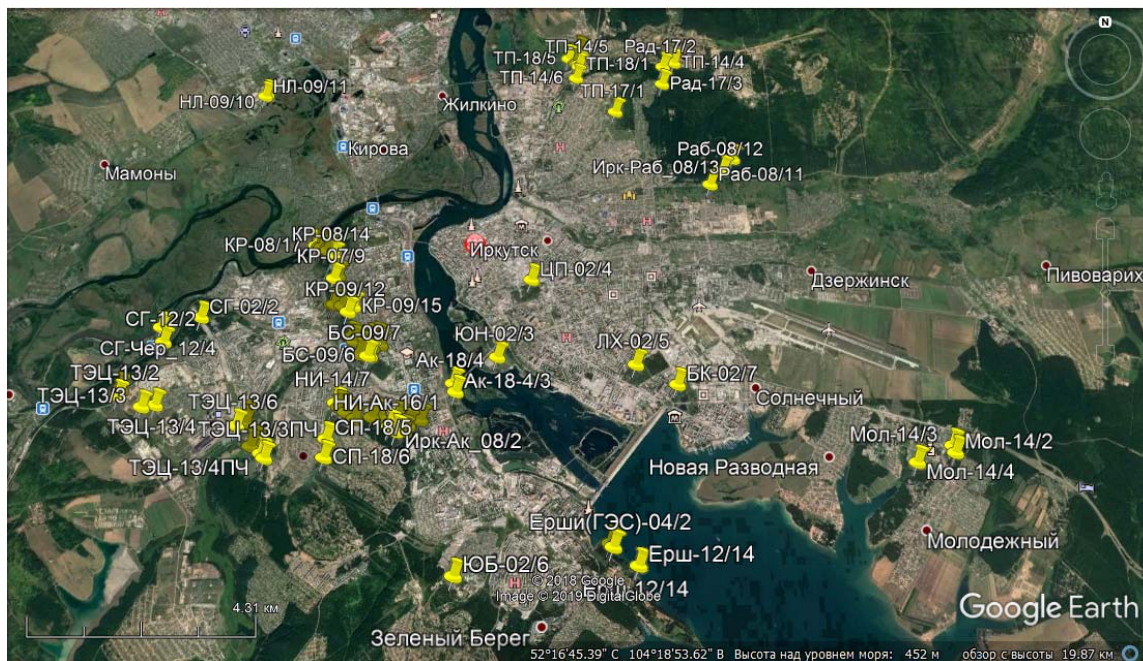 ТП-14/5
Рад-17/2
ТП-18/5
ТП-18/1
ТП-14/4
ТП-14/6
Рад-17/3
НЛ-09/11
НЛ-09/10
Жилкино
ТП-17/1
Кирова
Раб-08/12
Мамоны
Ирк-Раб_08/13
Раб-08/11
КР-08/14
КР-08/1
Иркутск
КР-07/9
ЦП-02/4
Дзержинск
Пивоварих
КР-09/12
КР-09/15
СГ-02/2
СГ-12/2
БС-09/7
ЮН-02/3
ЛХ-02/5
СГ-Чер_12/4
БС-09/6
Ак-18/4
ТЭЦ-13/2
НИ-14/7
Ак-18-4/3
БК-02/7
ТЭЦ-13/3
ТЭЦ-13/6
НИ-Ак-16/1
Солнечный
ТЭЦ-13/4
ТЭЦ-13/3ПЧ
СП-18/5
Ирк-Ак_08/2
Мол-14/3
Мол-14/2
ТЭЦ-13/4ПЧ
СП-18/6
Новая Разводная
Мол-14/4
Ерши(ГЭС)-04/2
Молодежный
Ерш-12/14
ЮБ-02/6
Ерш-12/14
© 2018 Google
Image © 2019 DigitalGlobe
4.31 км
Google Earth
Зеленый Берег
52°16'45.39" С 104°18'53.62" В Высота над уровнем моря: 452 м обзор с высоты 19.87 км
N